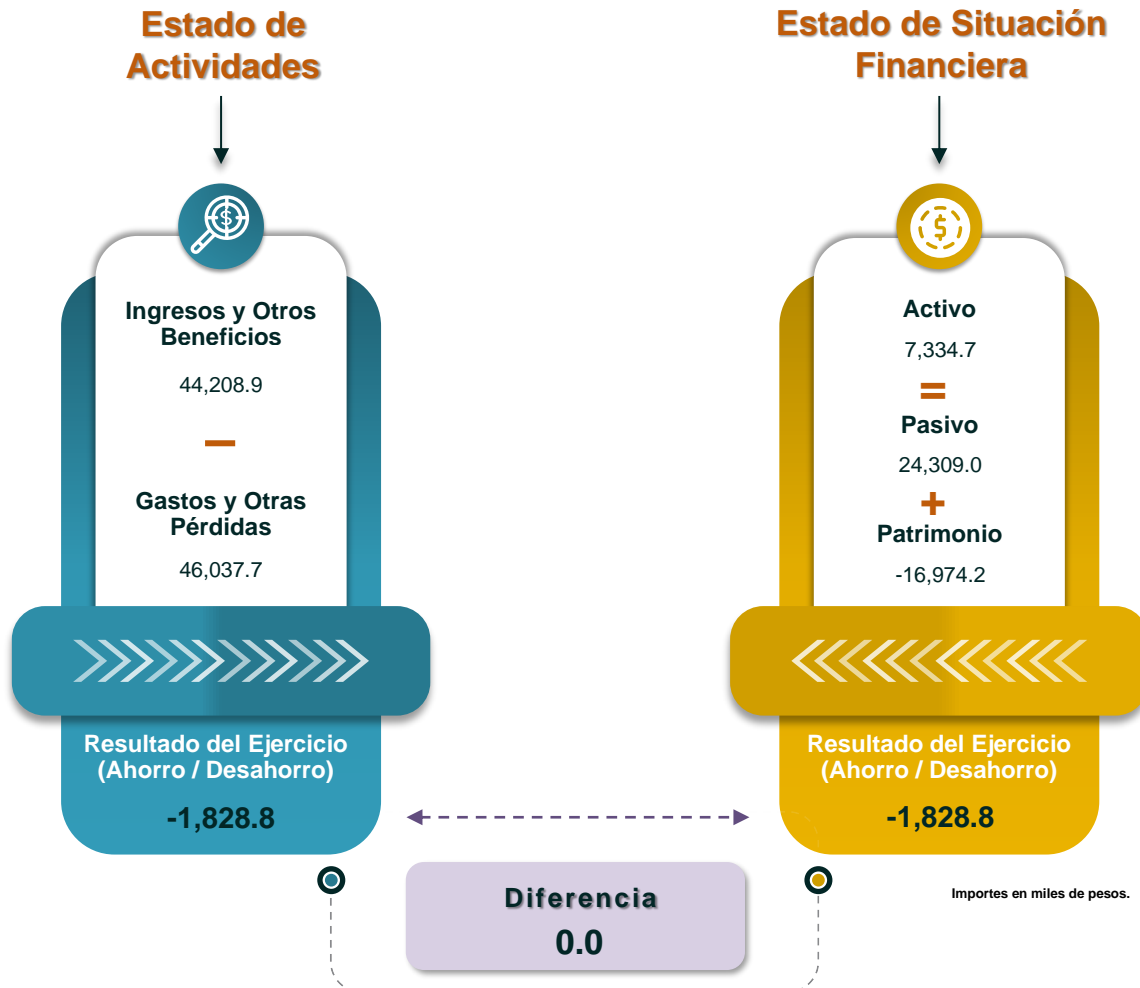 Estado de
Actividades
$
Ingresos y Otros
Beneficios
44,208.9
−
Gastos y Otras
Pérdidas
46,037.7
Resultado del Ejercicio
(Ahorro / Desahorro)
-1,828.8
Estado de Situación
Financiera
$
Activo
7,334.7
=
Pasivo
24,309.0
+
Patrimonio
-16,974.2
Resultado del Ejercicio
(Ahorro / Desahorro)
-1,828.8
Diferencia
0.0
Importes en miles de pesos.